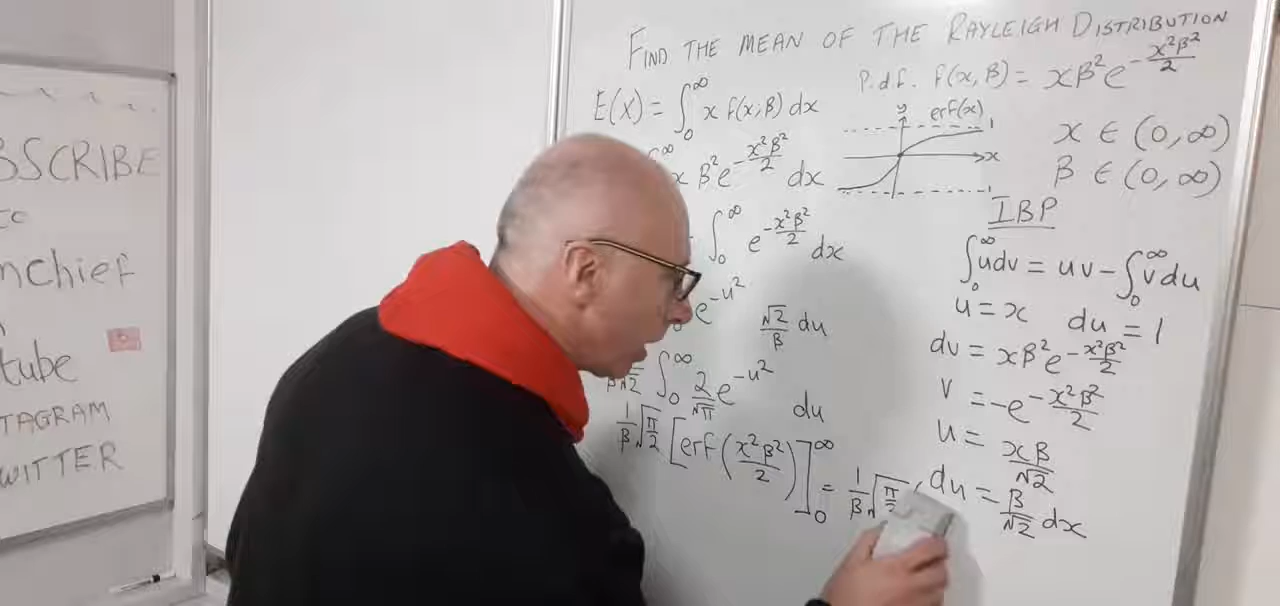 BSCRIBE
to
nchief
n
tube
TAGRAM
WITTER
FIND THE MEAN OF THE RAYLEIGH DISTRIBUTION
P.d.f. f(x,β) = xβ²e^(-x²β²/2)
E(X) = ∫₀^∞ x f(x;β) dx
y erf(x)
1
x
-1
x ∈ (0,∞)
β ∈ (0,∞)
∞ x β²e^(-x²β²/2) dx
∫₀^∞ e^(-x²β²/2) dx
e^(-u²) √2/β du
∫₀^∞ 2/√π e^(-u²) du
1/β √(π/2) [erf(x²β²/2)]₀^∞ = 1/β √(π/2) (
IBP
∫₀^∞ u dv = uv - ∫₀^∞ v du
u = x du = 1
dv = xβ²e^(-x²β²/2)
v = -e^(-x²β²/2)
u = xβ/√2
du = β/√2 dx